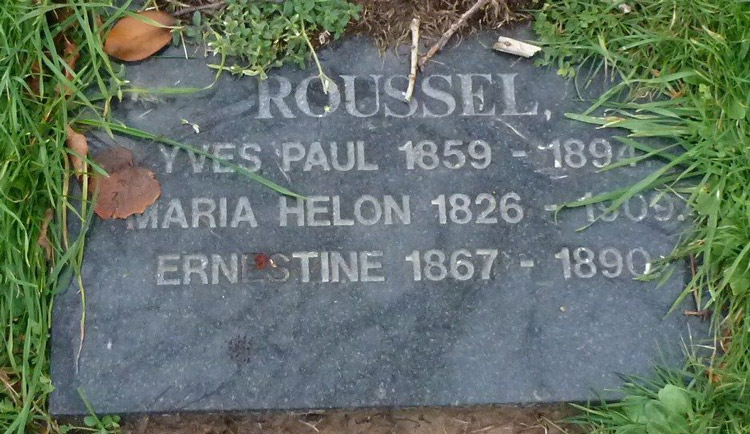 ROUSSEL,
YVES PAUL 1859 - 1894
MARIA HELON 1826 - 1909.
ERNESTINE 1867 - 1890